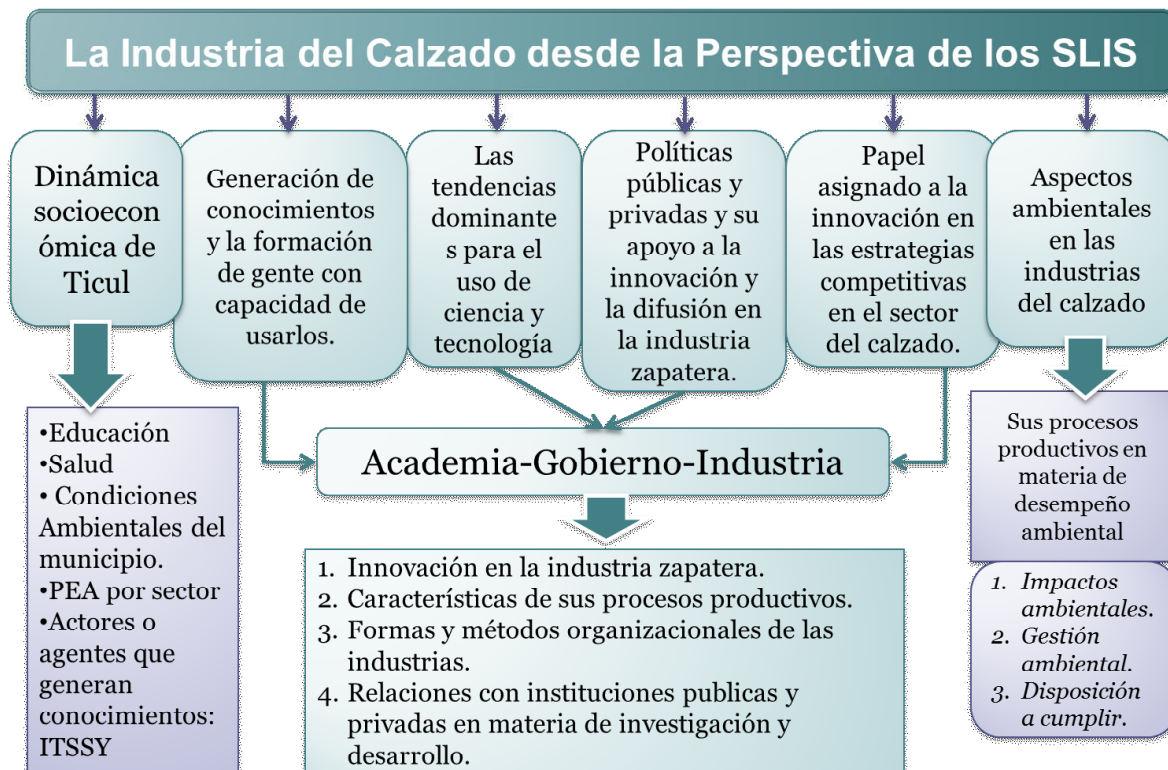 La Industria del Calzado desde la Perspectiva de los SLIS
Dinámica
socioecon
ómica de
Ticul
Generación de
conocimientos
y la formación
de gente con
capacidad de
usarlos.
Las
tendencias
dominante
s para el
uso de
ciencia y
tecnología
Políticas
públicas y
privadas y su
apoyo a la
innovación y
la difusión en
la industria
zapatera.
Papel
asignado a la
innovación en
las estrategias
competitivas
en el sector
del calzado.
Aspectos
ambientales
en las
industrias
del calzado
•Educación
•Salud
• Condiciones
Ambientales del
municipio.
•PEA por sector
•Actores o
agentes que
generan
conocimientos:
ITSSY
Academia-Gobierno-Industria
1. Innovación en la industria zapatera.
2. Características de sus procesos productivos.
3. Formas y métodos organizacionales de las
industrias.
4. Relaciones con instituciones publicas y
privadas en materia de investigación y
desarrollo.
Sus procesos
productivos en
materia de
desempeño
ambiental
1. Impactos
ambientales.
2. Gestión
ambiental.
3. Disposición
a cumplir.